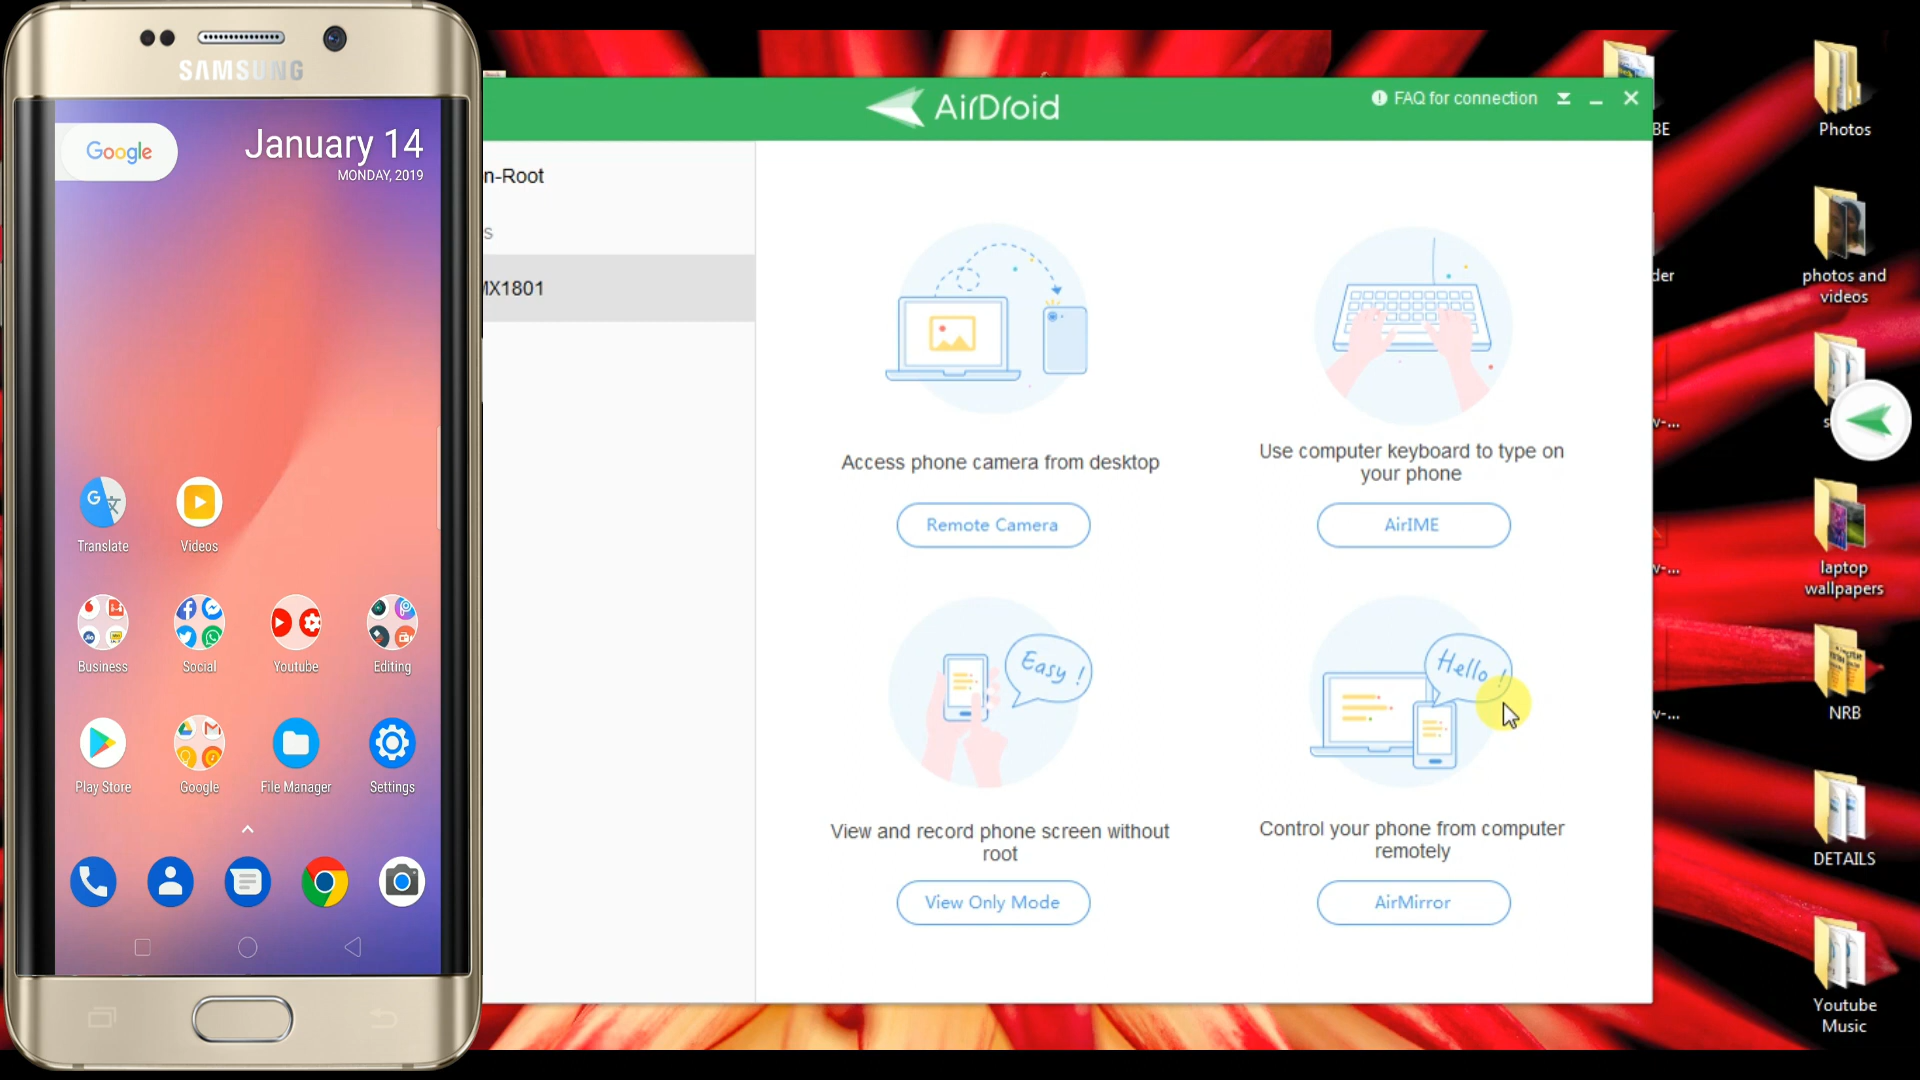 SAMSUNG
Google
January 14
MONDAY, 2019
Translate
Videos
Business
Social
Youtube
Editing
Play Store
Google
File Manager
Settings
AirDroid
FAQ for connection
n-Root
s
MX1801
Access phone camera from desktop
Remote Camera
Use computer keyboard to type on
your phone
AirIME
Easy !
View and record phone screen without
root
View Only Mode
Hello !
Control your phone from computer
remotely
AirMirror
BE
der
v-...
v-...
v-...
Photos
photos and
videos
s
laptop
wallpapers
NRB
DETAILS
Youtube
Music